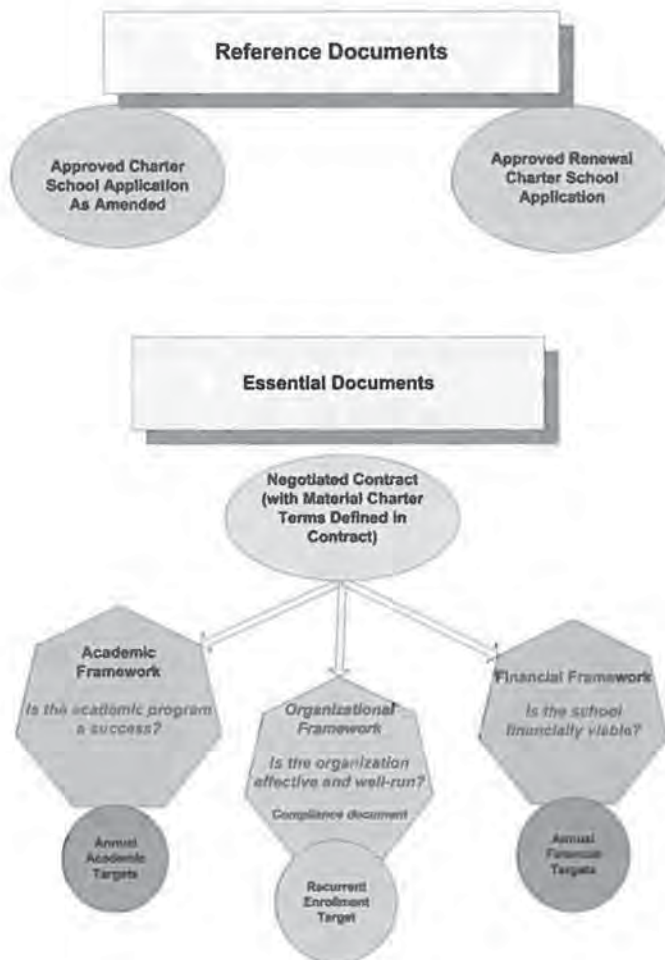 Reference Documents
Approved Charter
School Application
As Amended
Approved Renewal
Charter School
Application
Essential Documents
Negotiated Contract
(with Material Charter
Terms Defined in
Contract)
Academic
Framework
Is the academic program
a success?
Organizational
Framework
Is the organization
effective and well-run?
Compliance document
Financial Framework
Is the school
financially viable?
Annual
Academic
Targets
Recurrent
Enrollment
Target
Annual
Financial
Targets